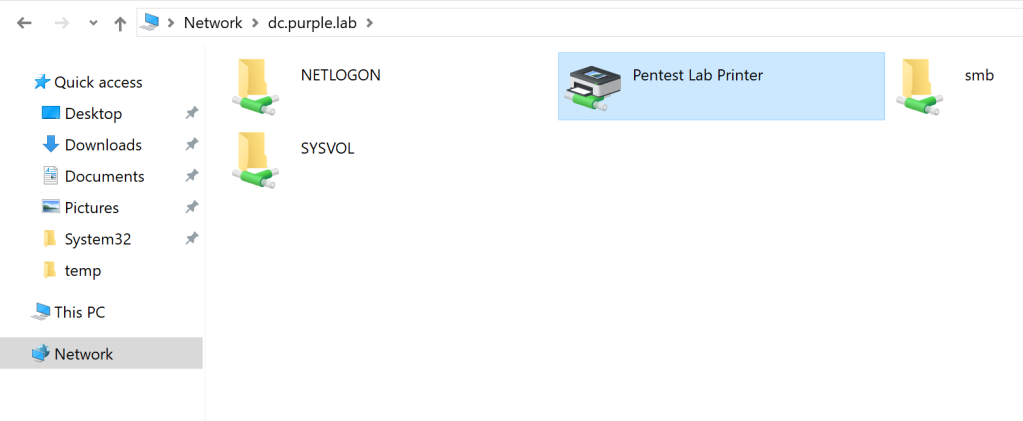 Network > dc.purple.lab >
Quick access
Desktop
Downloads
Documents
Pictures
System32
temp
This PC
Network
NETLOGON
Pentest Lab Printer
smb
SYSVOL